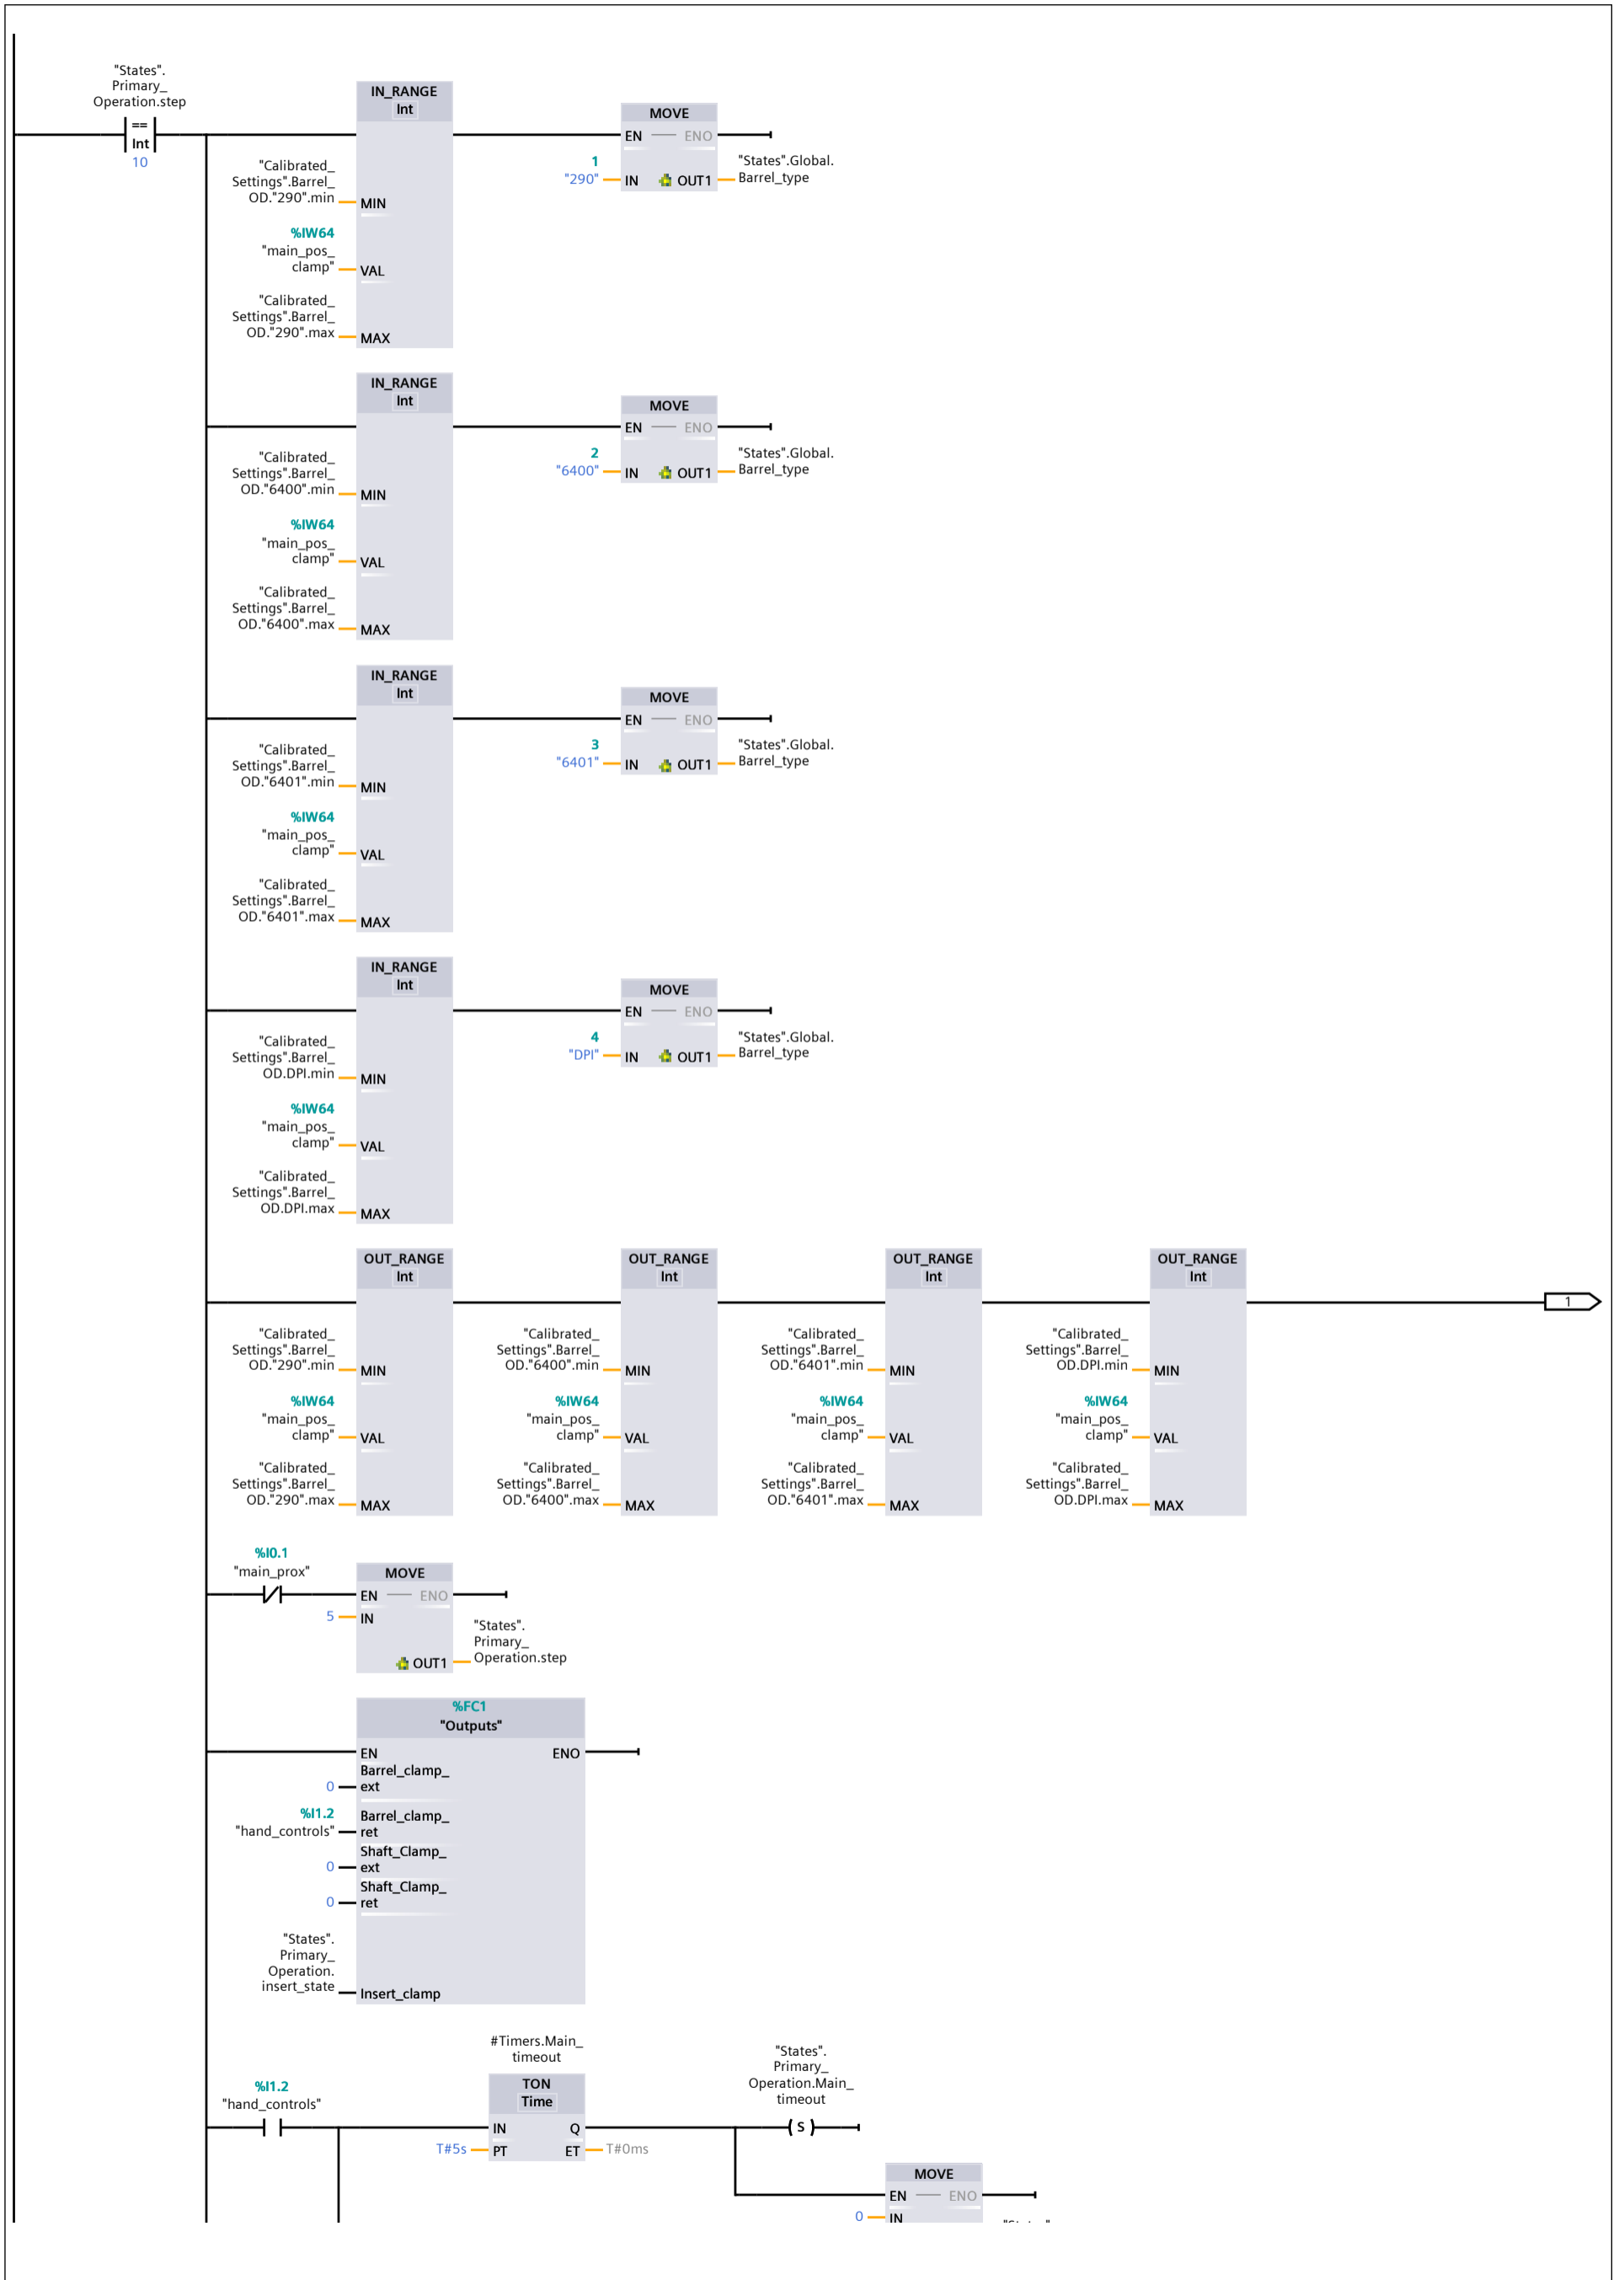 "States".
Primary_
Operation.step
==
Int
10
IN_RANGE
Int
"Calibrated_
Settings".Barrel_
OD."290".min
MIN
%IW64
"main_pos_
clamp"
VAL
"Calibrated_
Settings".Barrel_
OD."290".max
MAX
MOVE
EN ENO
1
"290"
IN OUT1
"States".Global.
Barrel_type
IN_RANGE
Int
"Calibrated_
Settings".Barrel_
OD."6400".min
MIN
%IW64
"main_pos_
clamp"
VAL
"Calibrated_
Settings".Barrel_
OD."6400".max
MAX
MOVE
EN ENO
2
"6400"
IN OUT1
"States".Global.
Barrel_type
IN_RANGE
Int
"Calibrated_
Settings".Barrel_
OD."6401".min
MIN
%IW64
"main_pos_
clamp"
VAL
"Calibrated_
Settings".Barrel_
OD."6401".max
MAX
MOVE
EN ENO
3
"6401"
IN OUT1
"States".Global.
Barrel_type
IN_RANGE
Int
"Calibrated_
Settings".Barrel_
OD.DPI.min
MIN
%IW64
"main_pos_
clamp"
VAL
"Calibrated_
Settings".Barrel_
OD.DPI.max
MAX
MOVE
EN ENO
4
"DPI"
IN OUT1
"States".Global.
Barrel_type
OUT_RANGE
Int
"Calibrated_
Settings".Barrel_
OD."290".min
MIN
%IW64
"main_pos_
clamp"
VAL
"Calibrated_
Settings".Barrel_
OD."290".max
MAX
OUT_RANGE
Int
"Calibrated_
Settings".Barrel_
OD."6400".min
MIN
%IW64
"main_pos_
clamp"
VAL
"Calibrated_
Settings".Barrel_
OD."6400".max
MAX
OUT_RANGE
Int
"Calibrated_
Settings".Barrel_
OD."6401".min
MIN
%IW64
"main_pos_
clamp"
VAL
"Calibrated_
Settings".Barrel_
OD."6401".max
MAX
OUT_RANGE
Int
"Calibrated_
Settings".Barrel_
OD.DPI.min
MIN
%IW64
"main_pos_
clamp"
VAL
"Calibrated_
Settings".Barrel_
OD.DPI.max
MAX
1
%I0.1
"main_prox"
MOVE
EN ENO
5
IN
OUT1
"States".
Primary_
Operation.step
%FC1
"Outputs"
EN ENO
0
Barrel_clamp_
ext
%I1.2
"hand_controls"
Barrel_clamp_
ret
0
Shaft_Clamp_
ext
0
Shaft_Clamp_
ret
"States".
Primary_
Operation.
insert_state
Insert_clamp
%I1.2
"hand_controls"
#Timers.Main_
timeout
TON
Time
IN Q
T#5s
PT ET
T#0ms
"States".
Primary_
Operation.Main_
timeout
S
MOVE
EN ENO
0
IN